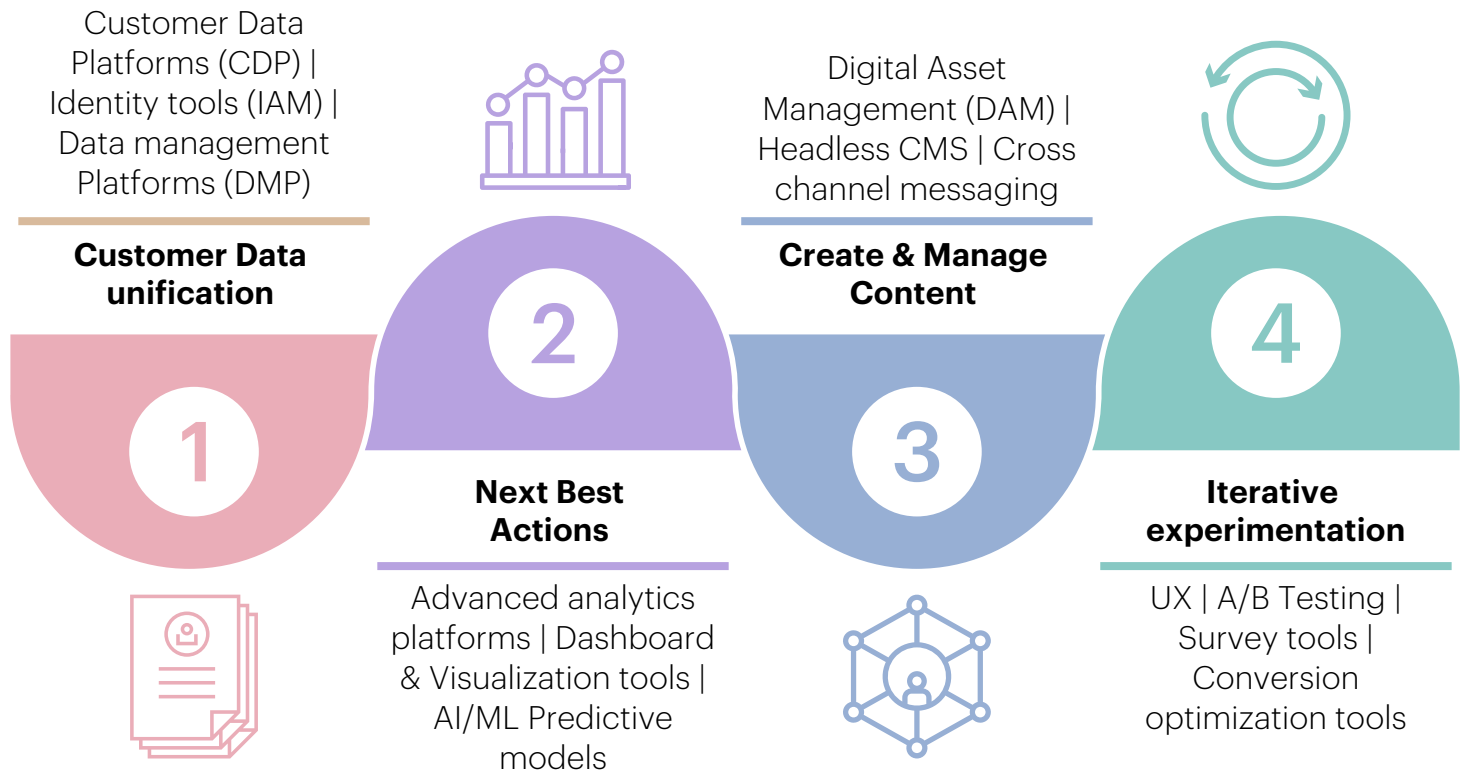 Customer Data
Platforms (CDP) |
Identity tools (IAM) |
Data management
Platforms (DMP)
Customer Data
unification
1
2
Next Best
Actions
Advanced analytics
platforms | Dashboard
& Visualization tools |
AI/ML Predictive
models
Digital Asset
Management (DAM) |
Headless CMS | Cross
channel messaging
Create & Manage
Content
3
4
Iterative
experimentation
UX | A/B Testing |
Survey tools |
Conversion
optimization tools